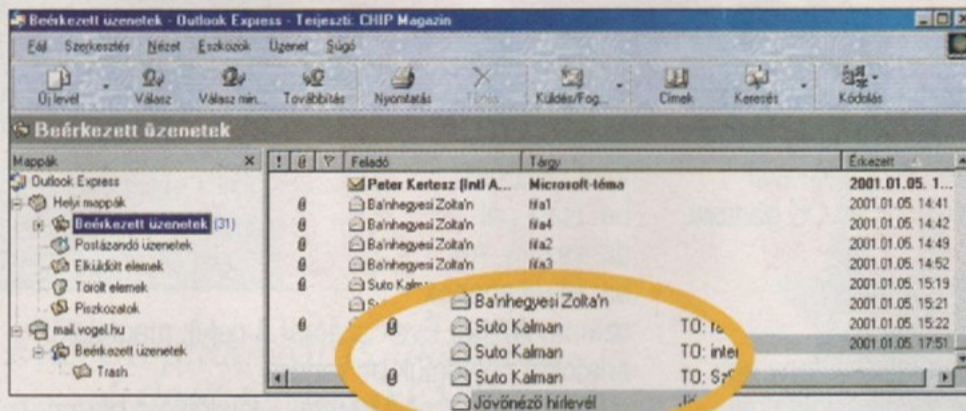 Beérkezett üzenetek - Outlook Express - Terjeszti: CHIP Magazin
Fájl Szerkesztés Nézet Eszközök Üzenet Súgó
Új levél Válasz Válasz min... Továbbítás Nyomtatás Törlés Küldés/Fog... Címek Keresés Kódolás
Beérkezett üzenetek
Mappák × ! Feladó Tárgy Érkezett
Outlook Express Peter Kertesz (Intl A... Microsoft-téma 2001.01.05. 1...
Helyi mappák Ba'nhegyesi Zolta'n 2001.01.05. 14:41
Beérkezett üzenetek (31) Ba'nhegyesi Zolta'n 2001.01.05. 14:42
Postázandó üzenetek Ba'nhegyesi Zolta'n 2001.01.05. 14:49
Elküldött elemek Ba'nhegyesi Zolta'n 2001.01.05. 14:52
Törölt elemek Suto Kalman 2001.01.05. 15:19
Piszkozatok 2001.01.05. 15:21
mail.vogel.hu 2001.01.05. 15:22
Beérkezett üzenetek 2001.01.05. 17:51
Trash
Ba'nhegyesi Zolta'n
Suto Kalman TO:
Suto Kalman TO: inter
Suto Kalman TO:
Jövőnéző hírlevél